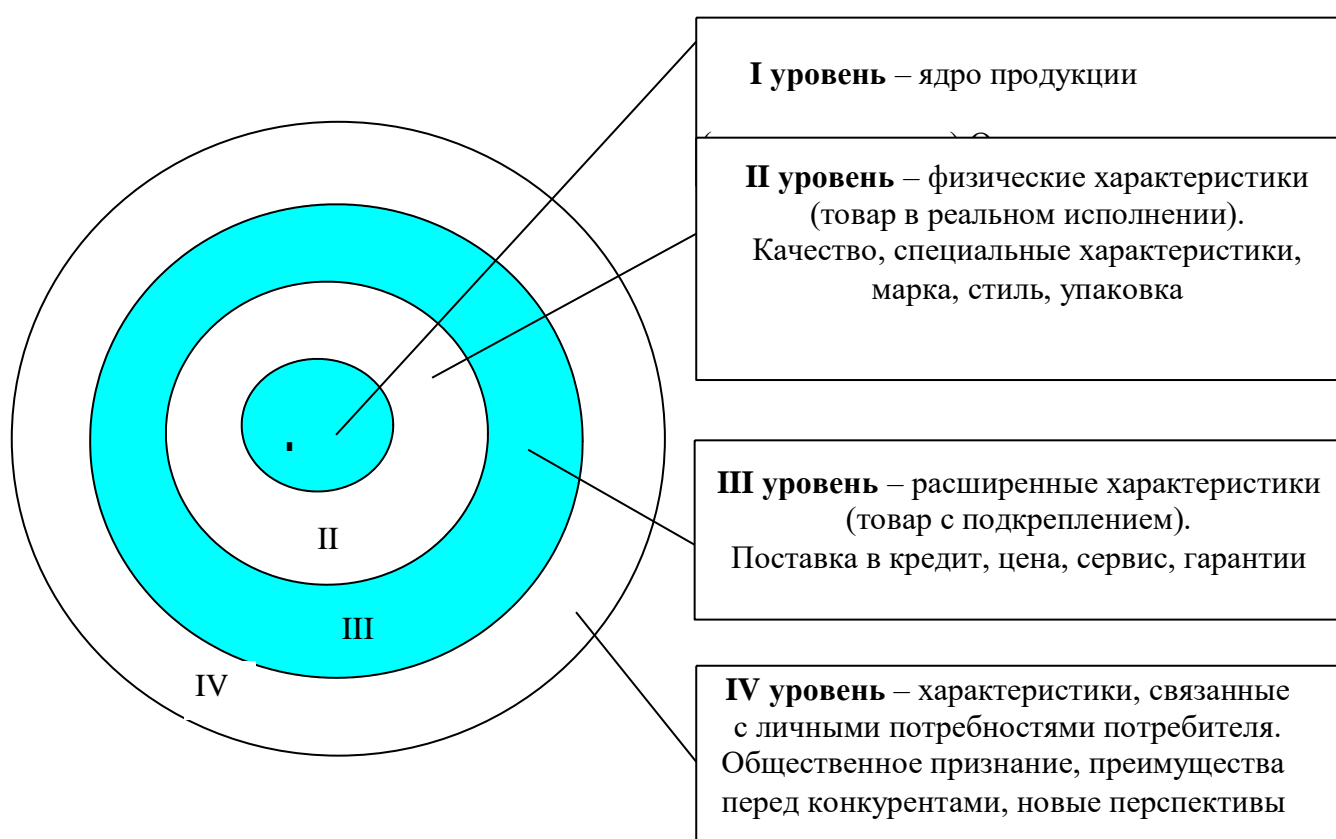 I уровень – ядро продукции
II уровень – физические характеристики
(товар в реальном исполнении).
Качество, специальные характеристики,
марка, стиль, упаковка
III уровень – расширенные характеристики
(товар с подкреплением).
Поставка в кредит, цена, сервис, гарантии
IV уровень – характеристики, связанные
с личными потребностями потребителя.
Общественное признание, преимущества
перед конкурентами, новые перспективы
II
III
IV